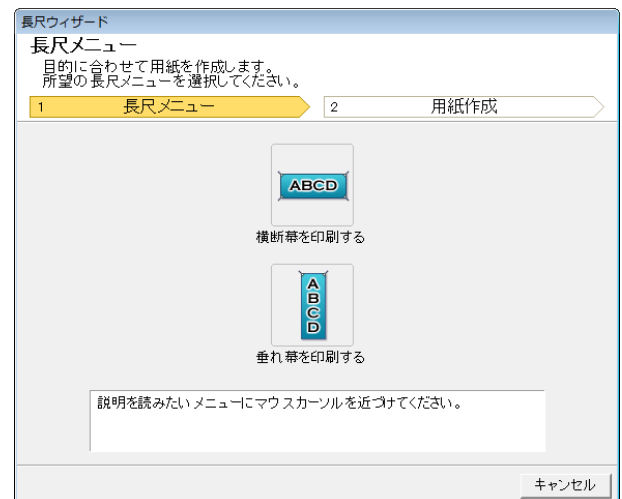 長尺ウィザード
長尺メニュー
目的に合わせて用紙を作成します。
所望の長尺メニューを選択してください。
1 長尺メニュー 2 用紙作成
ABCD
横断幕を印刷する
A
B
C
D
垂れ幕を印刷する
説明を読みたいメニューにマウスカーソルを近づけてください。
キャンセル